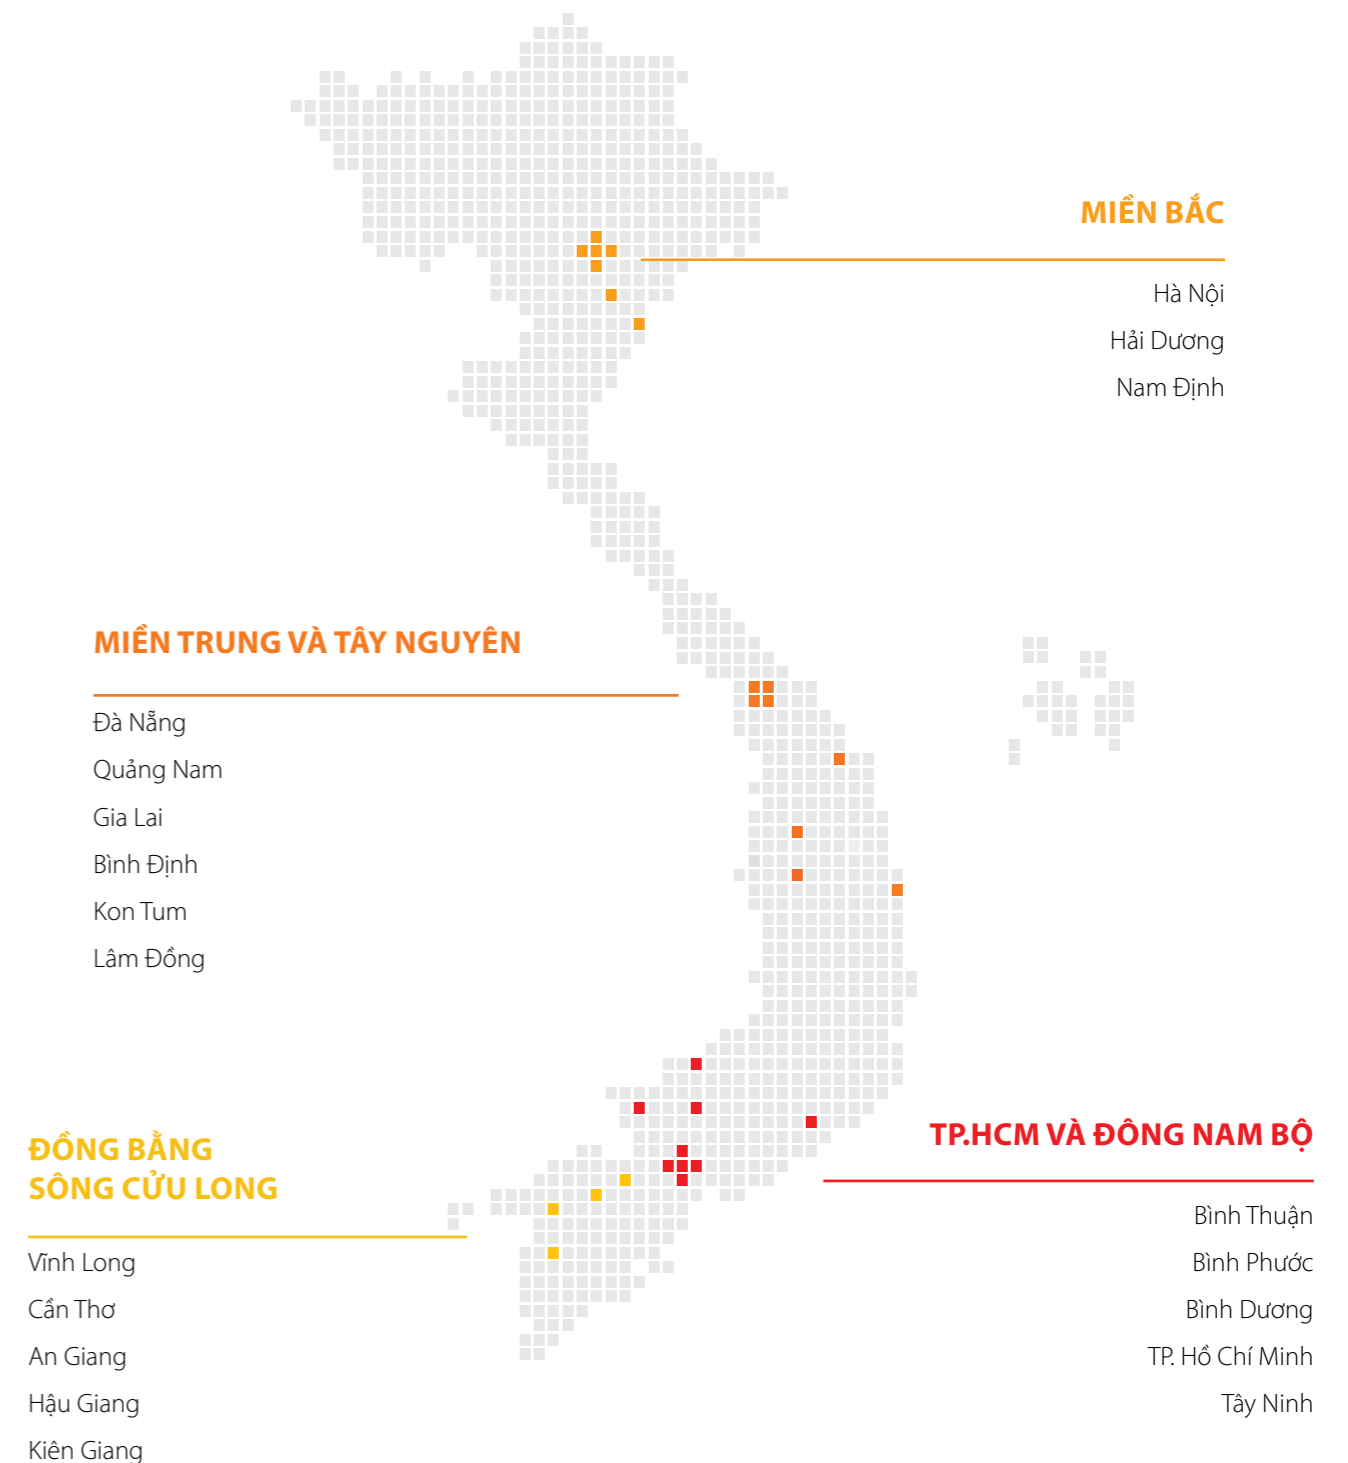 MIỀN BẮC
Hà Nội
Hải Dương
Nam Định
MIỀN TRUNG VÀ TÂY NGUYÊN
Đà Nẵng
Quảng Nam
Gia Lai
Bình Định
Kon Tum
Lâm Đồng
ĐỒNG BẰNG
SÔNG CỬU LONG
Vĩnh Long
Cần Thơ
An Giang
Hậu Giang
Kiên Giang
TP.HCM VÀ ĐÔNG NAM BỘ
Bình Thuận
Bình Phước
Bình Dương
TP. Hồ Chí Minh
Tây Ninh